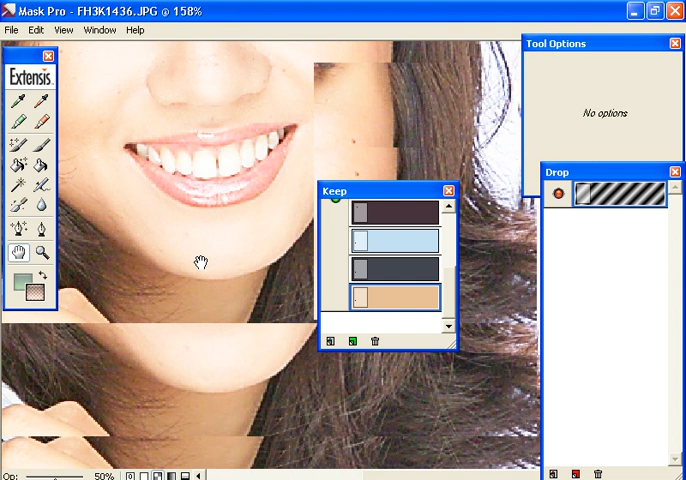 Mask Pro - FH3K1436.JPG @ 158%
File Edit View Window Help
Tool Options
Extensis
No options
Drop
Keep
Op: 50%